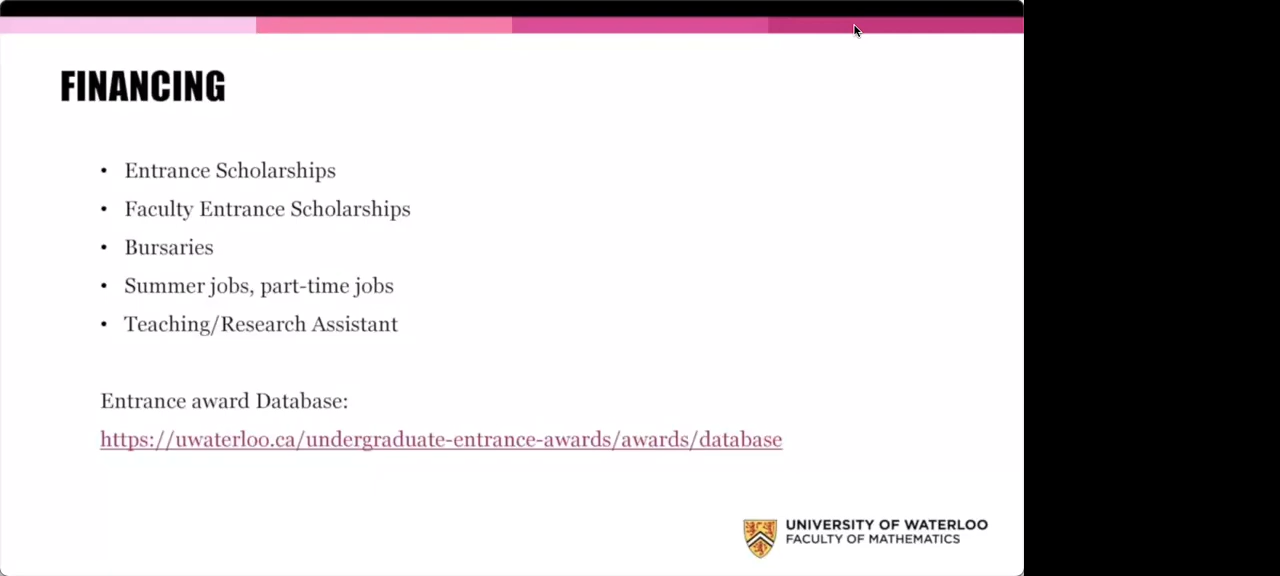 FINANCING
• Entrance Scholarships
• Faculty Entrance Scholarships
• Bursaries
• Summer jobs, part-time jobs
• Teaching/Research Assistant
Entrance award Database:
https://uwaterloo.ca/undergraduate-entrance-awards/awards/database
UNIVERSITY OF WATERLOO
FACULTY OF MATHEMATICS